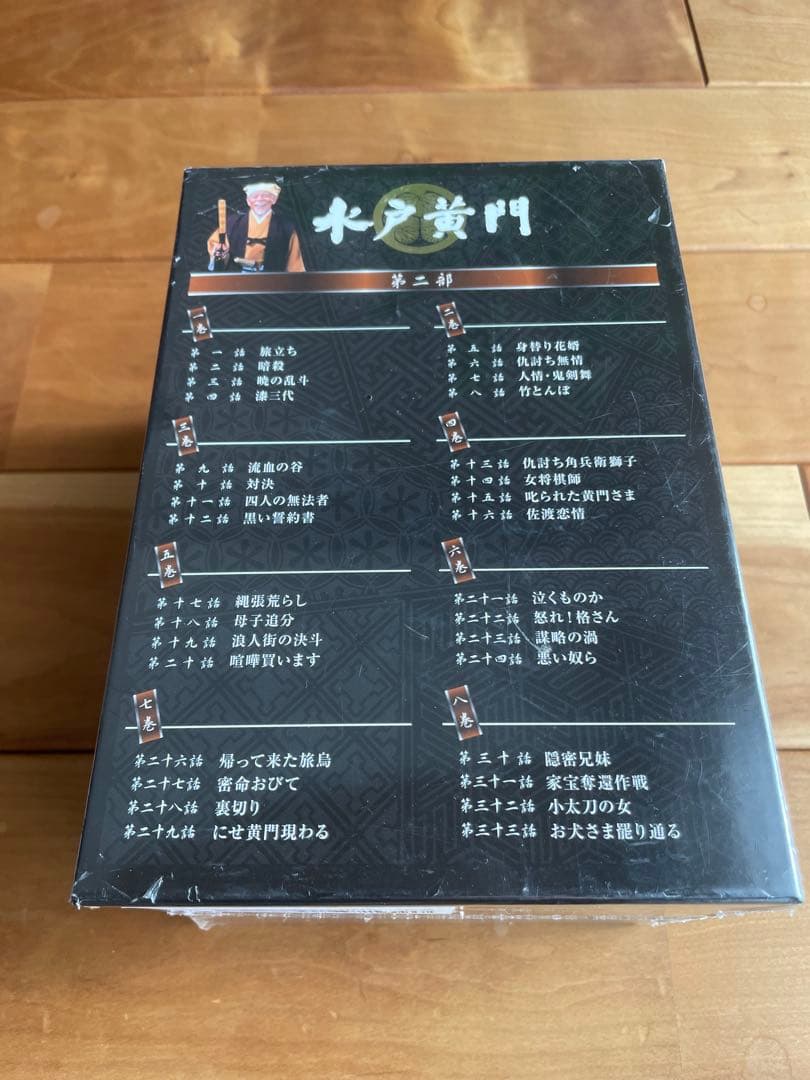 水戸黄門
第二部
一巻
第一話 旅立ち
第二話 暗殺
第三話 暁の乱斗
第四話 漆三代
二巻
第五話 身替り花婿
第六話 仇討ち無情
第七話 人情・鬼剣舞
第八話 竹とんぼ
三巻
第九話 流血の谷
第十話 対決
第十一話 四人の無法者
第十二話 黒い誓約書
四巻
第十三話 仇討ち角兵衛獅子
第十四話 女将棋師
第十五話 叱られた黄門さま
第十六話 佐渡恋情
五巻
第十七話 縄張荒らし
第十八話 母子追分
第十九話 浪人街の決斗
第二十話 喧嘩買います
六巻
第二十一話 泣くものか
第二十二話 怒れ!格さん
第二十三話 謀略の渦
第二十四話 悪い奴ら
七巻
第二十六話 帰って来た旅鳥
第二十七話 密命おびて
第二十八話 裏切り
第二十九話 にせ黄門現わる
八巻
第三十話 隠密兄妹
第三十一話 家宝奪還作戦
第三十二話 小太刀の女
第三十三話 お犬さま罷り通る